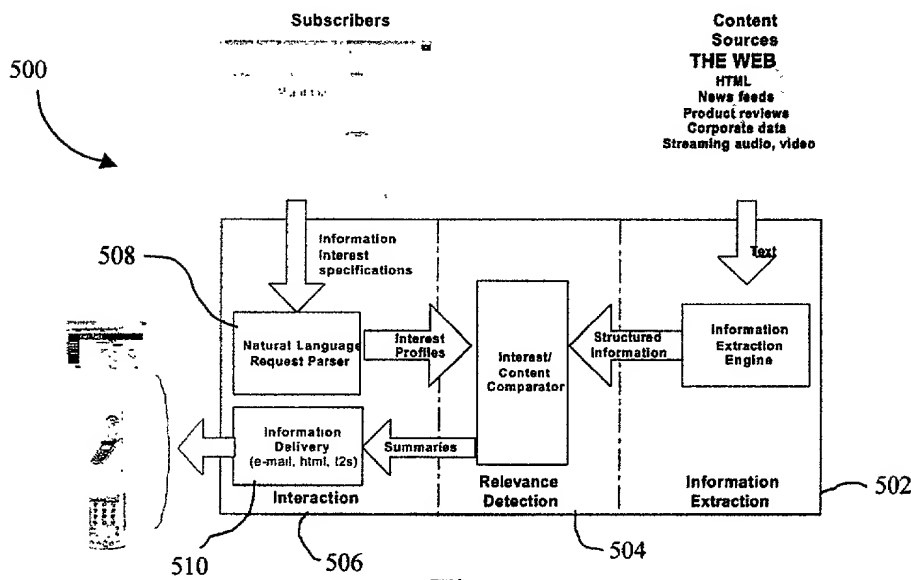 Subscribers
Content
Sources
THE WEB
HTML
News feeds
Product reviews
Corporate data
Streaming audio, video
500
Information
Interest
specifications
Text
508
Natural Language
Request Parser
Interest
Profiles
Interest/
Content
Comparator
Structured
Information
Information
Extraction
Engine
Information
Delivery
(e-mail, html, t2s)
Summaries
Interaction
Relevance
Detection
Information
Extraction
502
510
506
504